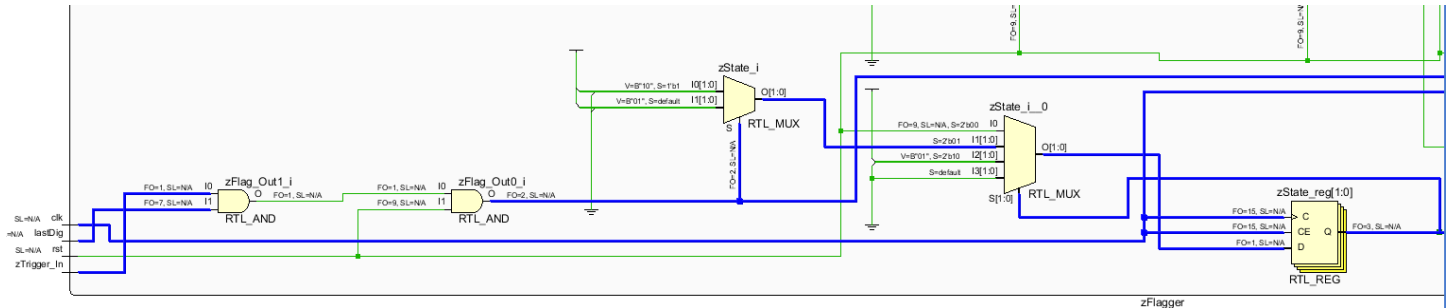 FO=9, SL=N/A
FO=9, SL=N/A
zState_i
V=B"10", S=1'b1 I0[1:0]
V=B"01", S=default I1[1:0]
O[1:0]
S
RTL_MUX
FO=2, SL=N/A
zState_i__0
FO=9, SL=N/A, S=2'b00 I0
S=2'b01 I1[1:0]
V=B"01", S=2'b10 I2[1:0]
S=default I3[1:0]
O[1:0]
S[1:0]
RTL_MUX
zFlag_Out1_i
FO=1, SL=N/A I0
FO=7, SL=N/A I1
O FO=1, SL=N/A
RTL_AND
zFlag_Out0_i
FO=1, SL=N/A I0
FO=9, SL=N/A I1
O FO=2, SL=N/A
RTL_AND
zState_reg[1:0]
FO=15, SL=N/A C
FO=15, SL=N/A CE
FO=1, SL=N/A D
Q FO=3, SL=N/A
RTL_REG
SL=N/A clk
=N/A lastDig
SL=N/A rst
zTrigger_In
zFlagger